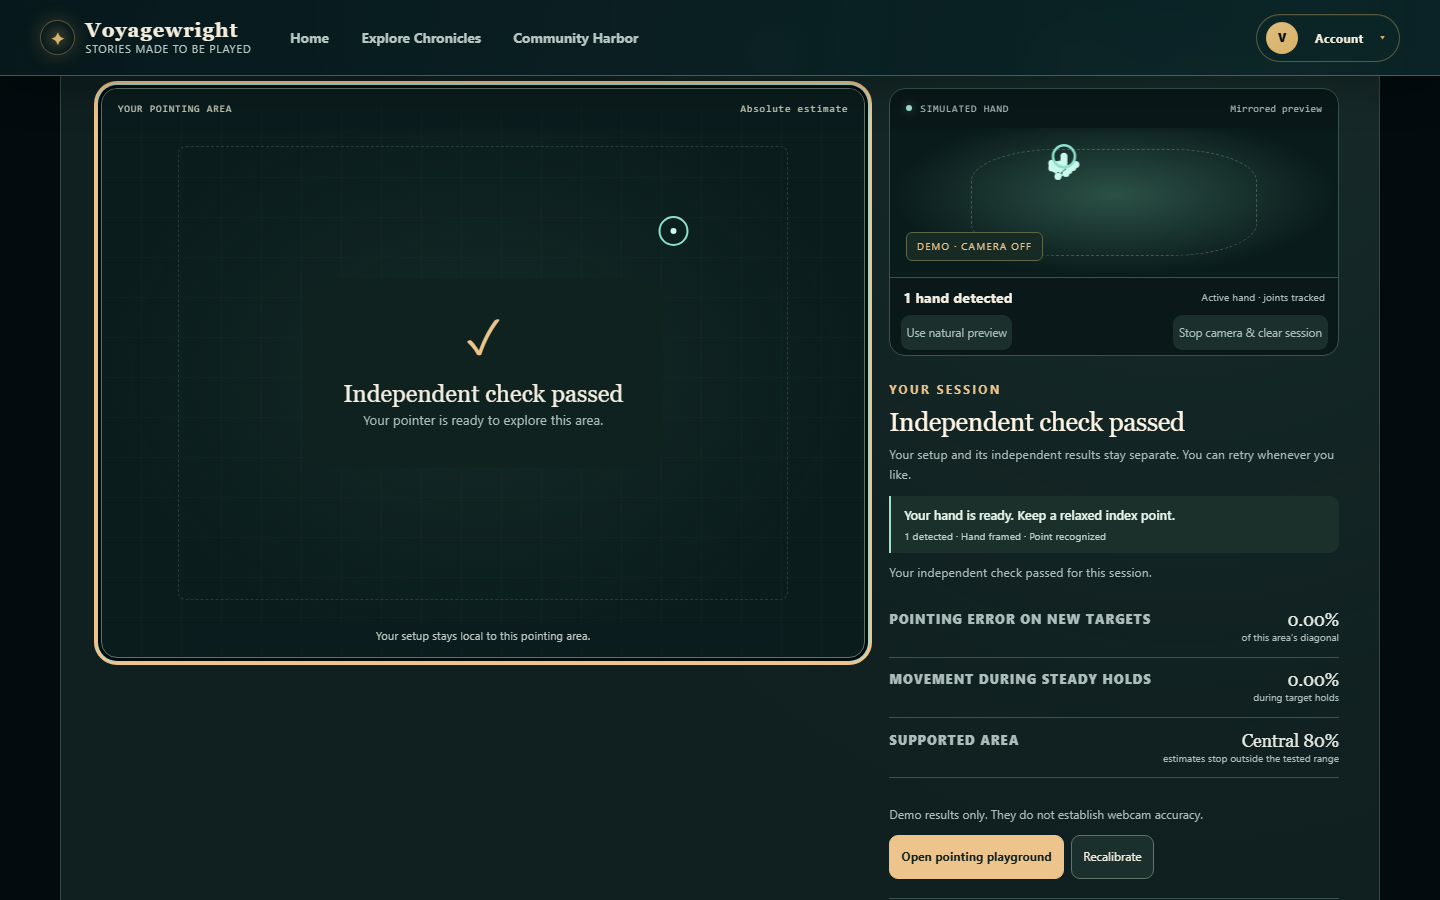 Voyagewright
STORIES MADE TO BE PLAYED
Home
Explore Chronicles
Community Harbor
V
Account
YOUR POINTING AREA
Absolute estimate
Independent check passed
Your pointer is ready to explore this area.
Your setup stays local to this pointing area.
SIMULATED HAND
Mirrored preview
DEMO · CAMERA OFF
1 hand detected
Active hand · joints tracked
Use natural preview
Stop camera & clear session
YOUR SESSION
Independent check passed
Your setup and its independent results stay separate. You can retry whenever you
like.
Your hand is ready. Keep a relaxed index point.
1 detected · Hand framed · Point recognized
Your independent check passed for this session.
POINTING ERROR ON NEW TARGETS
0.00%
of this area's diagonal
MOVEMENT DURING STEADY HOLDS
0.00%
during target holds
SUPPORTED AREA
Central 80%
estimates stop outside the tested range
Demo results only. They do not establish webcam accuracy.
Open pointing playground
Recalibrate